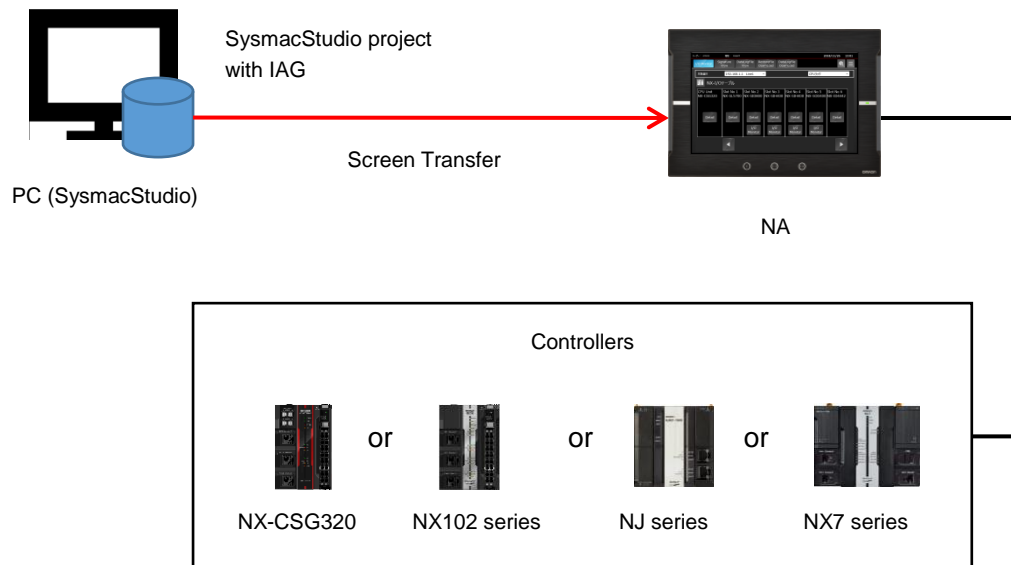 SysmacStudio project
with IAG
Screen Transfer
PC (SysmacStudio)
NA
Controllers
or
or
or
NX-CSG320
NX102 series
NJ series
NX7 series